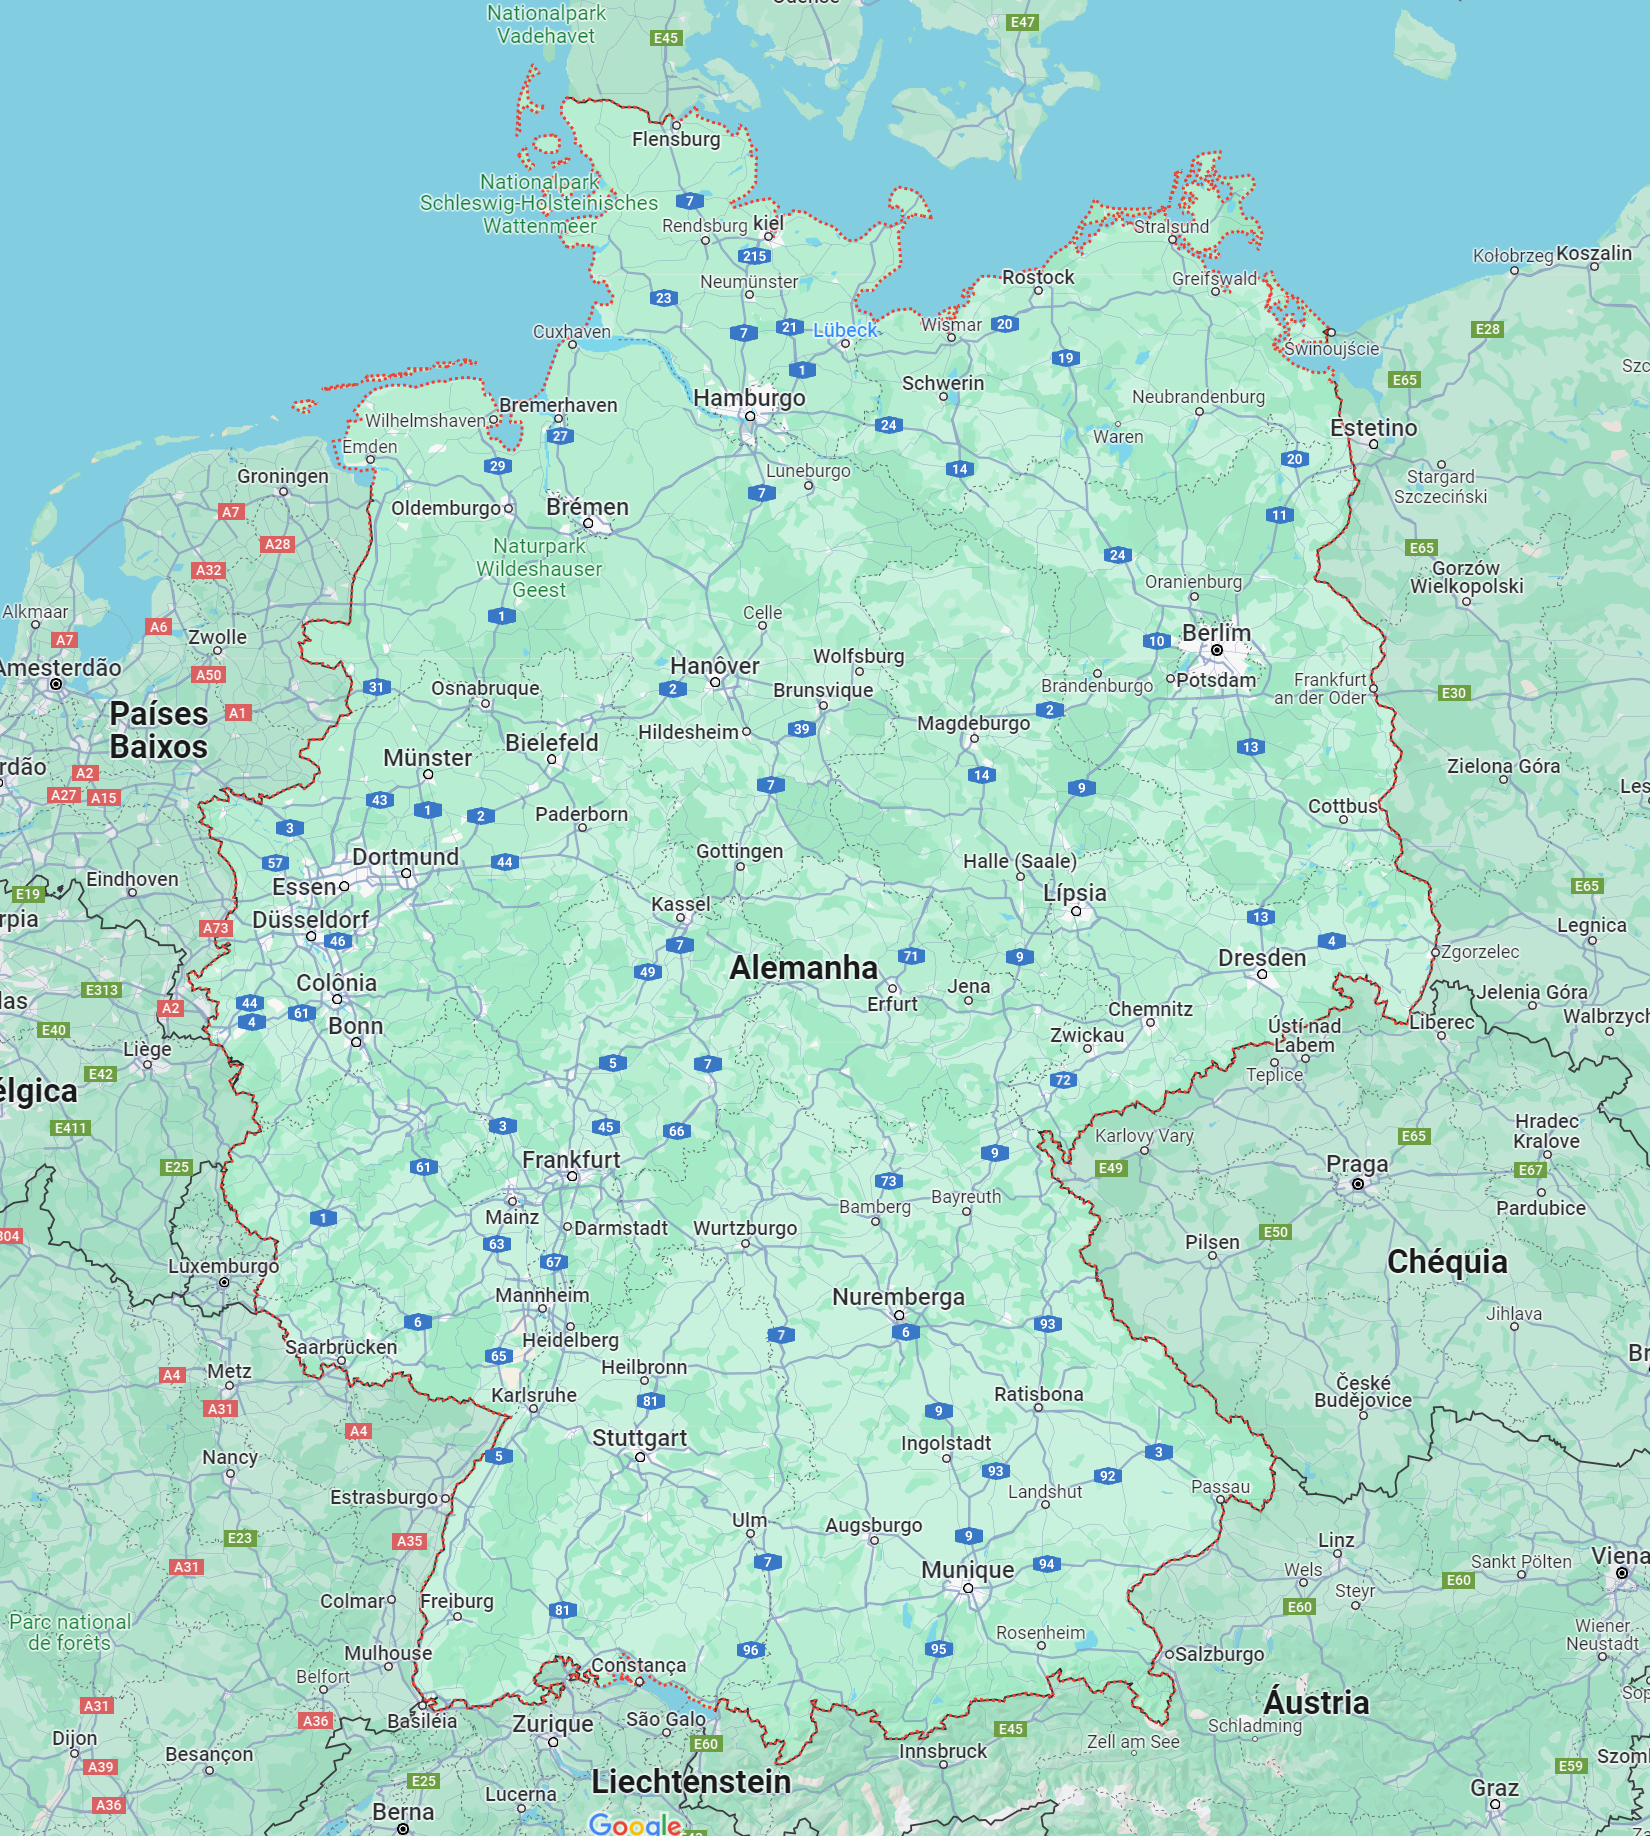 Nationalpark
Vadehavet
E45
E47
Flensburg
Nationalpark
Schleswig-Holsteinisches
Wattenmeer
7
Rendsburg
kiel
215
Neumünster
23
7
21
Lübeck
1
Cuxhaven
Stralsund
Greifswald
Rostock
Wismar
20
19
Świnoujście
Kołobrzeg
Koszalin
E28
E65
Schwerin
Hamburgo
Neubrandenburg
Waren
24
14
Estetino
20
Stargard
Szczeciński
Bremerhaven
Wilhelmshaven
27
Emden
29
Groningen
Luneburgo
7
Oldemburgo
Brémen
A7
A28
A32
11
24
E65
Gorzów
Wielkopolski
Naturpark
Wildeshauser
Geest
Oranienburg
Alkmaar
A7
A6
1
Celle
Zwolle
10
Berlim
Amesterdão
A50
31
Osnabruque
2
Hanôver
Wolfsburg
Brunsvique
Brandenburgo
Potsdam
Frankfurt
an der Oder
E30
Países
Baixos
A1
Hildesheim
39
Magdeburgo
2
13
Münster
Bielefeld
Zielona Góra
A2
A27
A15
43
1
2
7
14
9
Paderborn
Cottbus
3
57
Dortmund
44
Gottingen
Halle (Saale)
Essen
Eindhoven
E19
Lípsia
E65
Kassel
Düsseldorf
A73
46
7
13
4
Legnica
Zgorzelec
Alemanha
49
71
9
Dresden
Colônia
E313
A2
44
4
61
Erfurt
Jena
Jelenia Góra
Chemnitz
Bonn
E40
Zwickau
Ústí nad
Labem
Liberec
Liège
Teplice
E42
5
7
72
E411
3
45
66
Karlovy Vary
E65
Hradec
Kralove
E25
61
Frankfurt
9
E49
Praga
E67
73
Pardubice
Mainz
Bamberg
Bayreuth
1
Darmstadt
Wurtzburgo
63
67
E50
Pilsen
Chéquia
Luxemburgo
Mannheim
Nuremberga
6
Heidelberg
7
6
93
Jihlava
Saarbrücken
65
Heilbronn
A4
Metz
A31
Karlsruhe
81
Ratisbona
České
Budějovice
A4
9
Stuttgart
5
Ingolstadt
3
Nancy
93
92
Landshut
Passau
Estrasburgo
Ulm
Augsburgo
E23
A35
9
Linz
A31
7
Munique
94
Wels
Sankt Pölten
Viena
E60
Steyr
E60
Colmar
Freiburg
81
Parc national
de forêts
Wiener
Neustadt
Rosenheim
96
95
Mulhouse
Belfort
Constança
Salzburgo
A31
A36
Basiléia
Zurique
São Galo
E60
E45
Áustria
Schladming
Dijon
Besançon
Innsbruck
Zell am See
A39
E25
Liechtenstein
E59
A36
Lucerna
Berna
Google
Graz